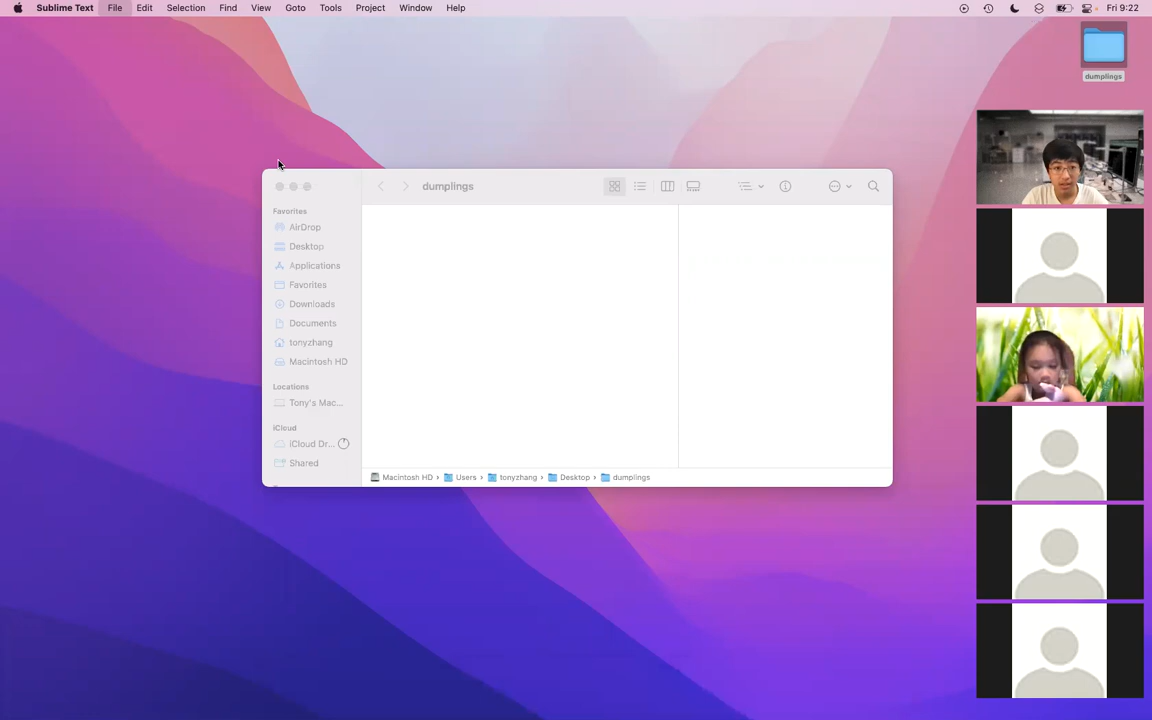 Sublime Text File Edit Selection Find View Goto Tools Project Window Help Fri 9:22
dumplings
dumplings
Favorites
AirDrop
Desktop
Applications
Favorites
Downloads
Documents
tonyzhang
Macintosh HD
Locations
Tony's Mac...
iCloud
iCloud Dr...
Shared
Macintosh HD › Users › tonyzhang › Desktop › dumplings